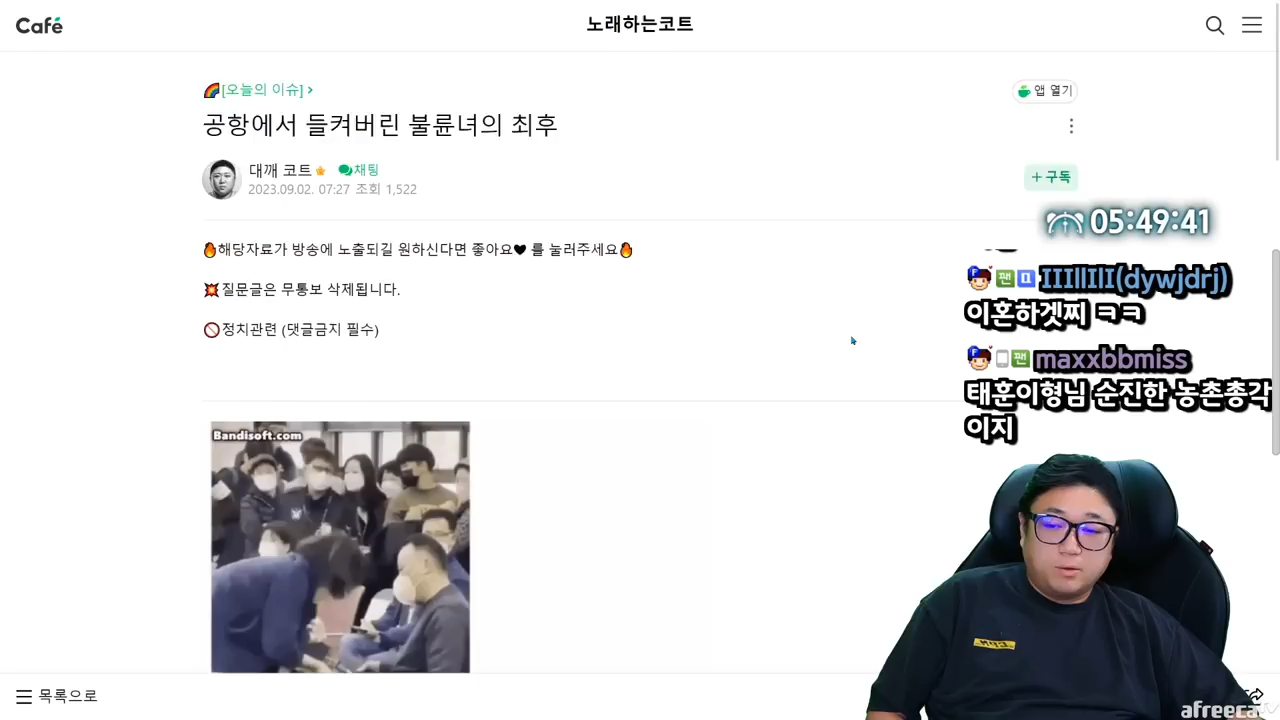 Café
노래하는코트
[오늘의 이슈] >
앱 열기
공항에서 들켜버린 불륜녀의 최후
대깨 코트
채팅
2023.09.02. 07:27 조회 1,522
+ 구독
05:49:41
해당자료가 방송에 노출되길 원하신다면 좋아요🖤 를 눌러주세요
질문글은 무통보 삭제됩니다.
정치관련 (댓글금지 필수)
팬 IIIllIlI(dywjdrj)
이혼하겟찌 ㅋㅋ
팬 maxxbbmiss
태훈이형님 순진한 농촌총각
이지
Bandisoft.com
목록으로